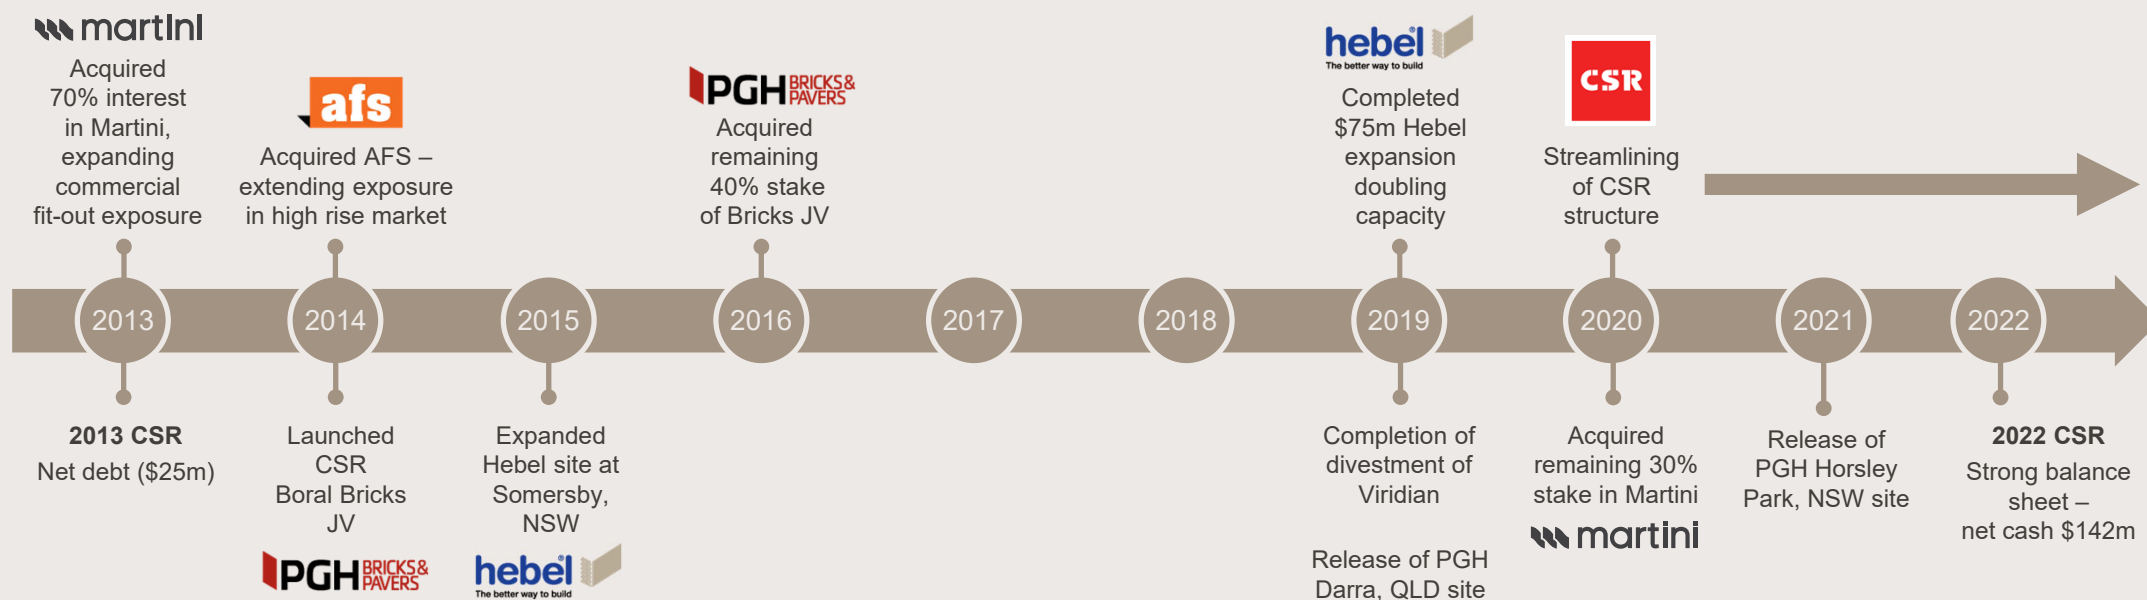 martini
Acquired
70% interest
in Martini,
expanding
commercial
fit-out exposure
afs
Acquired AFS –
extending exposure
in high rise market
PGH BRICKS &
PAVERS
Acquired
remaining
40% stake
of Bricks JV
hebel
The better way to build
Completed
$75m Hebel
expansion
doubling
capacity
CSR
Streamlining
of CSR
structure
2013
2014
2015
2016
2017
2018
2019
2020
2021
2022
2013 CSR
Net debt ($25m)
Launched
CSR
Boral Bricks
JV
PGH BRICKS &
PAVERS
Expanded
Hebel site at
Somersby,
NSW
hebel
The better way to build
Completion of
divestment of
Viridian
Release of PGH
Darra, QLD site
Acquired
remaining 30%
stake in Martini
martini
Release of
PGH Horsley
Park, NSW site
2022 CSR
Strong balance
sheet –
net cash $142m